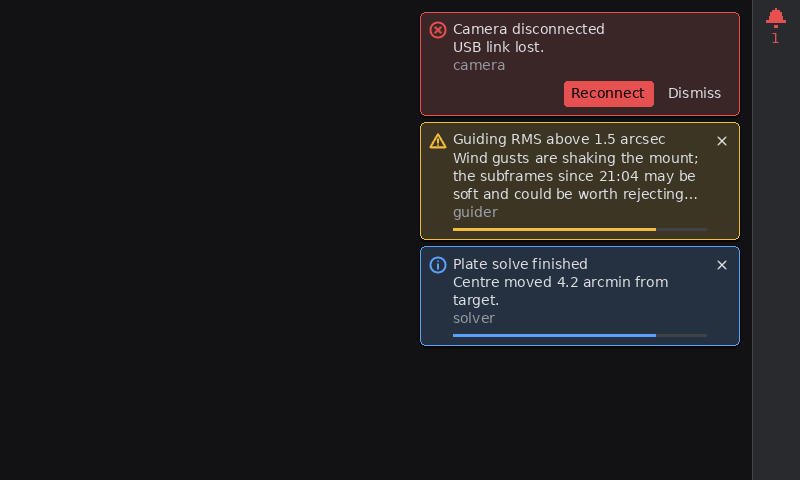 Camera disconnected
USB link lost.
camera
Reconnect Dismiss
Guiding RMS above 1.5 arcsec
Wind gusts are shaking the mount;
the subframes since 21:04 may be
soft and could be worth rejecting…
guider
Plate solve finished
Centre moved 4.2 arcmin from
target.
solver
1